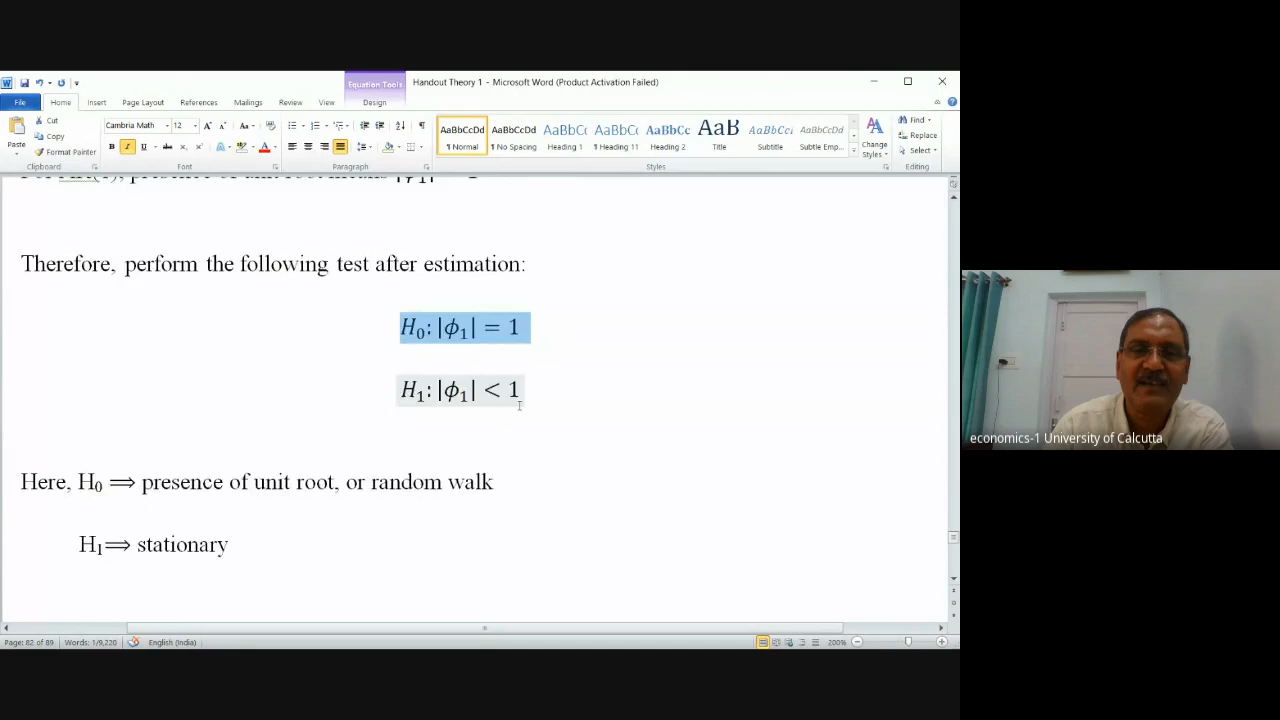 Equation Tools
Handout Theory 1 - Microsoft Word (Product Activation Failed)
File Home Insert Page Layout References Mailings Review View Design
Paste
Cut
Copy
Format Painter
Clipboard
Cambria Math 12
Font
Paragraph
AaBbCcDd AaBbCcDd AaBbCc AaBbCc AaBbCc AaB AaBbCcI AaBbCcDd
¶ Normal ¶ No Spacing Heading 1 Heading 11 Heading 2 Title Subtitle Subtle Emp...
Styles
Change Styles
Find
Replace
Select
Editing
Therefore, perform the following test after estimation:
H₀: |ϕ₁| = 1
H₁: |ϕ₁| < 1
Here, H₀ ⟹ presence of unit root, or random walk
H₁⟹ stationary
economics-1 University of Calcutta
Page: 82 of 89 Words: 1/9,220 English (India) 200%